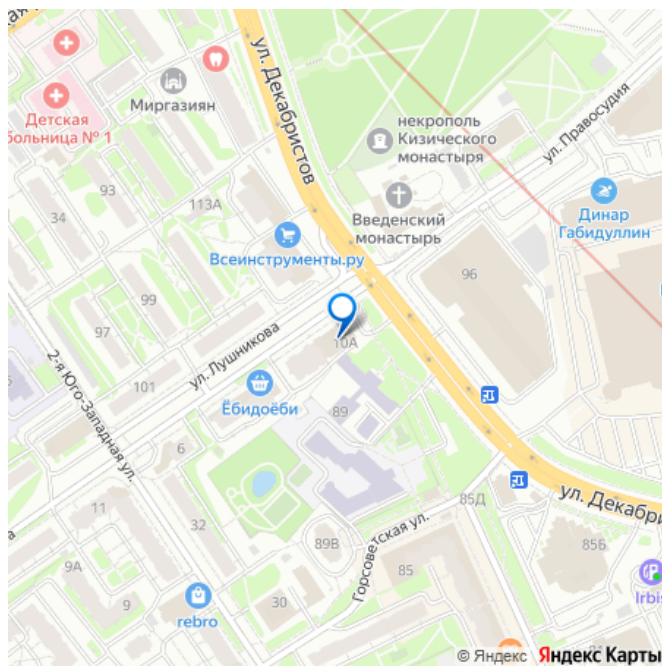 ул. Декабристов
Миргазиян
Детская
больница № 1
некрополь
Кизического
монастыря
ул. Правосудия
93
113А
34
Введенский
монастырь
Динар
Габидуллин
Всеинструменты.ру
96
99
97
ул. Лушникова
10А
101
2-я Юго-Западная ул.
Ёбидоёби
89
6
85Д
ул. Декабри
11
32
Горсоветская ул.
89В
85Б
9А
85
9
30
rebro
Irbis
81
© Яндекс Яндекс Карты